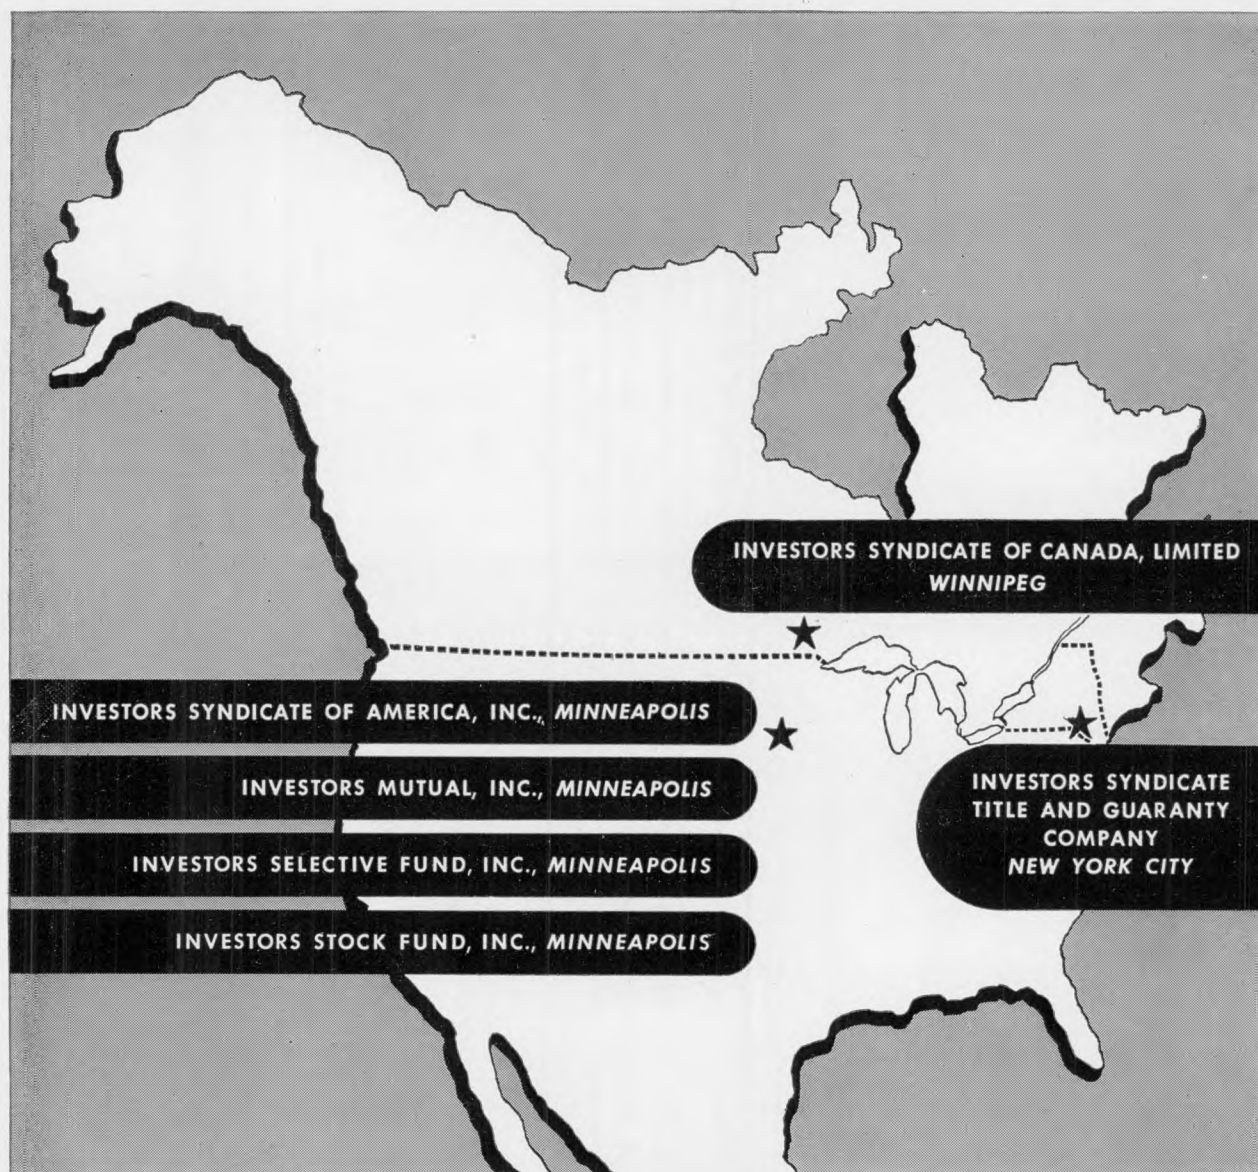 INVESTORS SYNDICATE OF CANADA, LIMITED
WINNIPEG
INVESTORS SYNDICATE OF AMERICA, INC., MINNEAPOLIS
INVESTORS MUTUAL, INC., MINNEAPOLIS
INVESTORS SELECTIVE FUND, INC., MINNEAPOLIS
INVESTORS STOCK FUND, INC., MINNEAPOLIS
INVESTORS SYNDICATE
TITLE AND GUARANTY
COMPANY
NEW YORK CITY